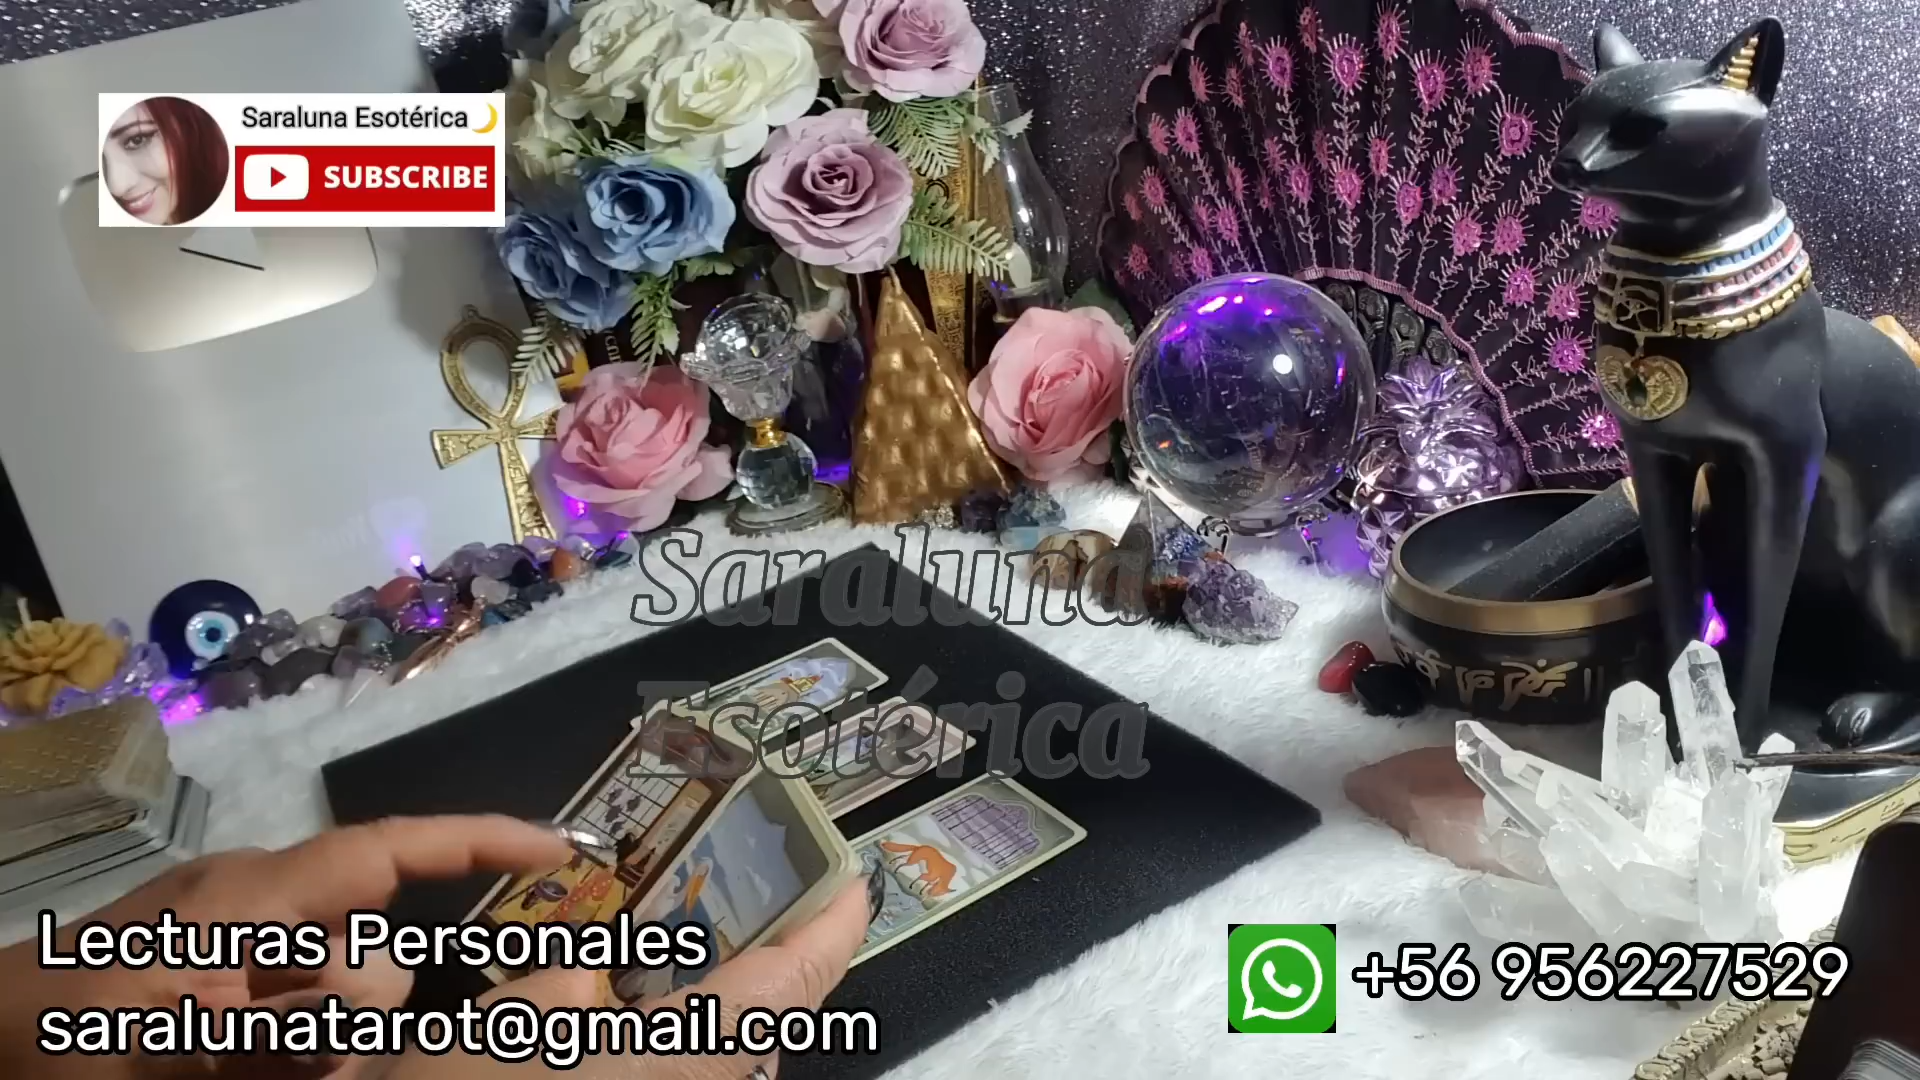 Saraluna Esotérica
SUBSCRIBE
Saraluna
Esotérica
Lecturas Personales
saralunatarot@gmail.com
+56 956227529